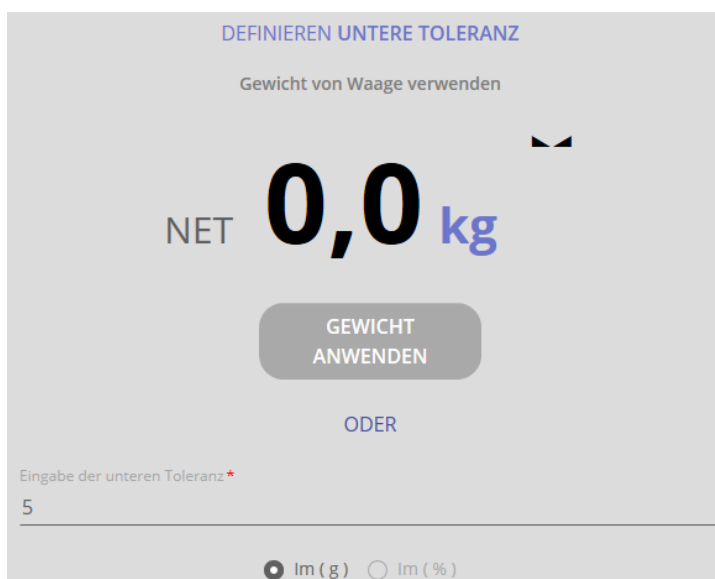 DEFINIEREN UNTERE TOLERANZ
Gewicht von Waage verwenden
NET 0,0 kg
GEWICHT
ANWENDEN
ODER
Eingabe der unteren Toleranz *
5
Im ( g ) Im ( % )